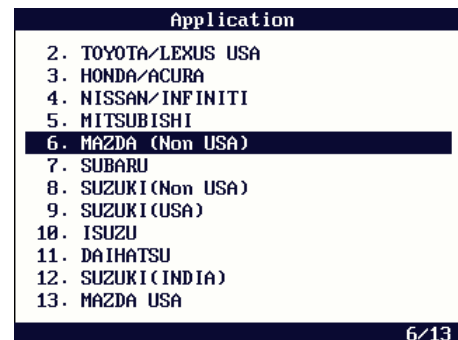 Application
2. TOYOTA/LEXUS USA
3. HONDA/ACURA
4. NISSAN/INFINITI
5. MITSUBISHI
6. MAZDA (Non USA)
7. SUBARU
8. SUZUKI(Non USA)
9. SUZUKI(USA)
10. ISUZU
11. DAIHATSU
12. SUZUKI(INDIA)
13. MAZDA USA
6/13